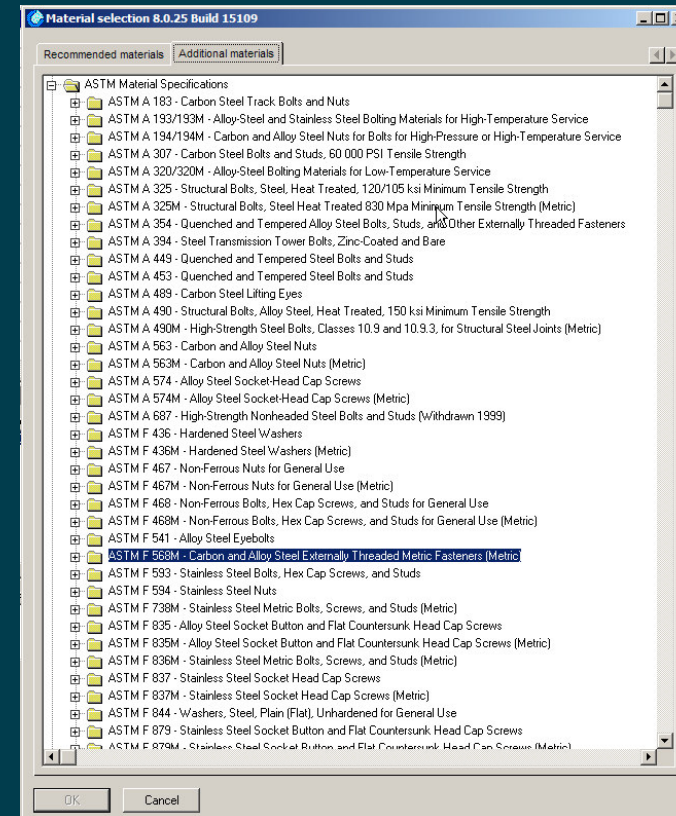 Material selection 8.0.25 Build 15109
Recommended materials Additional materials
ASTM Material Specifications
ASTM A 183 - Carbon Steel Track Bolts and Nuts
ASTM A 193/193M - Alloy-Steel and Stainless Steel Bolting Materials for High-Temperature Service
ASTM A 194/194M - Carbon and Alloy Steel Nuts for Bolts for High-Pressure or High-Temperature Service
ASTM A 307 - Carbon Steel Bolts and Studs, 60 000 PSI Tensile Strength
ASTM A 320/320M - Alloy-Steel Bolting Materials for Low-Temperature Service
ASTM A 325 - Structural Bolts, Steel, Heat Treated, 120/105 ksi Minimum Tensile Strength
ASTM A 325M - Structural Bolts, Steel Heat Treated 830 Mpa Minimum Tensile Strength (Metric)
ASTM A 354 - Quenched and Tempered Alloy Steel Bolts, Studs, and Other Externally Threaded Fasteners
ASTM A 394 - Steel Transmission Tower Bolts, Zinc-Coated and Bare
ASTM A 449 - Quenched and Tempered Steel Bolts and Studs
ASTM A 453 - Quenched and Tempered Steel Bolts and Studs
ASTM A 489 - Carbon Steel Lifting Eyes
ASTM A 490 - Structural Bolts, Alloy Steel, Heat Treated, 150 ksi Minimum Tensile Strength
ASTM A 490M - High-Strength Steel Bolts, Classes 10.9 and 10.9.3, for Structural Steel Joints (Metric)
ASTM A 563 - Carbon and Alloy Steel Nuts
ASTM A 563M - Carbon and Alloy Steel Nuts (Metric)
ASTM A 574 - Alloy Steel Socket-Head Cap Screws
ASTM A 574M - Alloy Steel Socket-Head Cap Screws (Metric)
ASTM A 687 - High-Strength Nonheaded Steel Bolts and Studs (Withdrawn 1999)
ASTM F 436 - Hardened Steel Washers
ASTM F 436M - Hardened Steel Washers (Metric)
ASTM F 467 - Non-Ferrous Nuts for General Use
ASTM F 467M - Non-Ferrous Nuts for General Use (Metric)
ASTM F 468 - Non-Ferrous Bolts, Hex Cap Screws, and Studs for General Use
ASTM F 468M - Non-Ferrous Bolts, Hex Cap Screws, and Studs for General Use (Metric)
ASTM F 541 - Alloy Steel Eyebolts
ASTM F 568M - Carbon and Alloy Steel Externally Threaded Metric Fasteners (Metric)
ASTM F 593 - Stainless Steel Bolts, Hex Cap Screws, and Studs
ASTM F 594 - Stainless Steel Nuts
ASTM F 738M - Stainless Steel Metric Bolts, Screws, and Studs (Metric)
ASTM F 835 - Alloy Steel Socket Button and Flat Countersunk Head Cap Screws
ASTM F 835M - Alloy Steel Socket Button and Flat Countersunk Head Cap Screws (Metric)
ASTM F 836M - Stainless Steel Metric Bolts, Screws, and Studs (Metric)
ASTM F 837 - Stainless Steel Socket Head Cap Screws
ASTM F 837M - Stainless Steel Socket Head Cap Screws (Metric)
ASTM F 844 - Washers, Steel, Plain (Flat), Unhardened for General Use
ASTM F 879 - Stainless Steel Socket Button and Flat Countersunk Head Cap Screws
ASTM F 879M - Stainless Steel Socket Button and Flat Countersunk Head Cap Screws (Metric)
OK Cancel